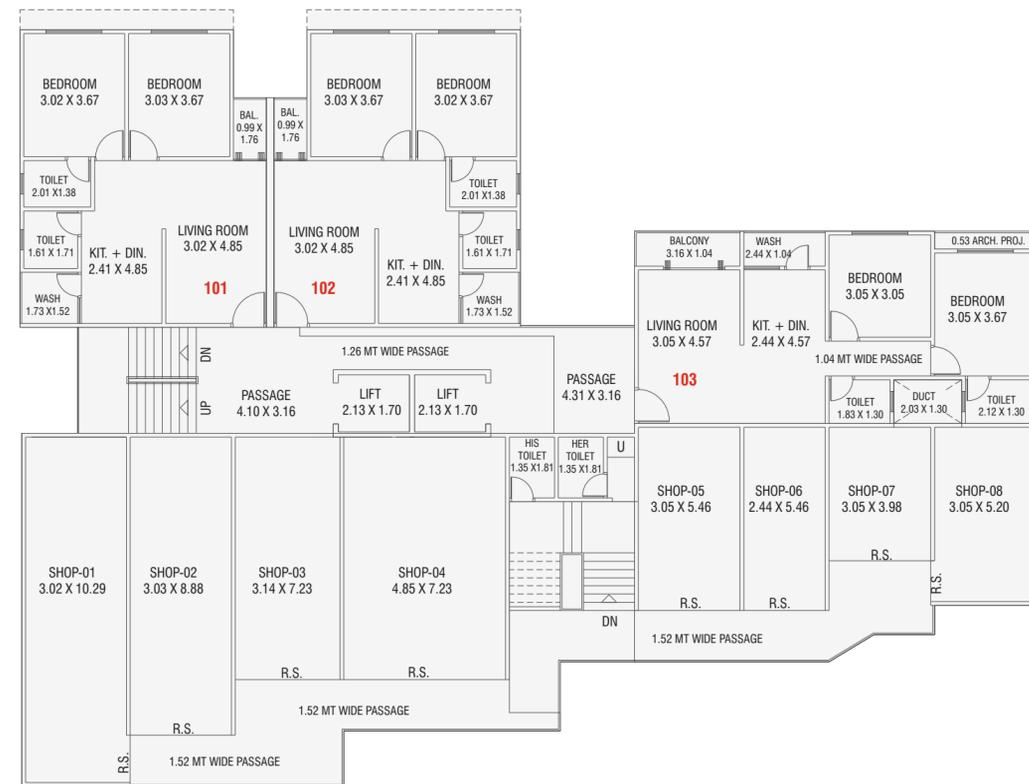 BEDROOM
3.02 X 3.67
BEDROOM
3.03 X 3.67
BEDROOM
3.03 X 3.67
BEDROOM
3.02 X 3.67
BAL.
0.99 X
1.76
BAL.
0.99 X
1.76
TOILET
2.01 X1.38
TOILET
2.01 X1.38
TOILET
1.61 X1.71
KIT. + DIN.
2.41 X 4.85
LIVING ROOM
3.02 X 4.85
101
LIVING ROOM
3.02 X 4.85
102
KIT. + DIN.
2.41 X 4.85
TOILET
1.61 X1.71
WASH
1.73 X1.52
WASH
1.73 X1.52
BALCONY
3.16 X 1.04
WASH
2.44 X 1.04
0.53 ARCH. PROJ.
BEDROOM
3.05 X 3.05
BEDROOM
3.05 X 3.67
LIVING ROOM
3.05 X 4.57
103
KIT. + DIN.
2.44 X 4.57
1.04 MT WIDE PASSAGE
TOILET
1.83 X 1.30
DUCT
2.03 X 1.30
TOILET
2.12 X 1.30
DN
UP
1.26 MT WIDE PASSAGE
PASSAGE
4.10 X 3.16
LIFT
2.13 X 1.70
LIFT
2.13 X 1.70
PASSAGE
4.31 X 3.16
HIS
TOILET
1.35 X1.81
HER
TOILET
1.35 X1.81
U
SHOP-01
3.02 X 10.29
R.S.
SHOP-02
3.03 X 8.88
R.S.
SHOP-03
3.14 X 7.23
R.S.
SHOP-04
4.85 X 7.23
R.S.
DN
SHOP-05
3.05 X 5.46
R.S.
SHOP-06
2.44 X 5.46
R.S.
SHOP-07
3.05 X 3.98
R.S.
SHOP-08
3.05 X 5.20
R.S.
1.52 MT WIDE PASSAGE
1.52 MT WIDE PASSAGE
1.52 MT WIDE PASSAGE